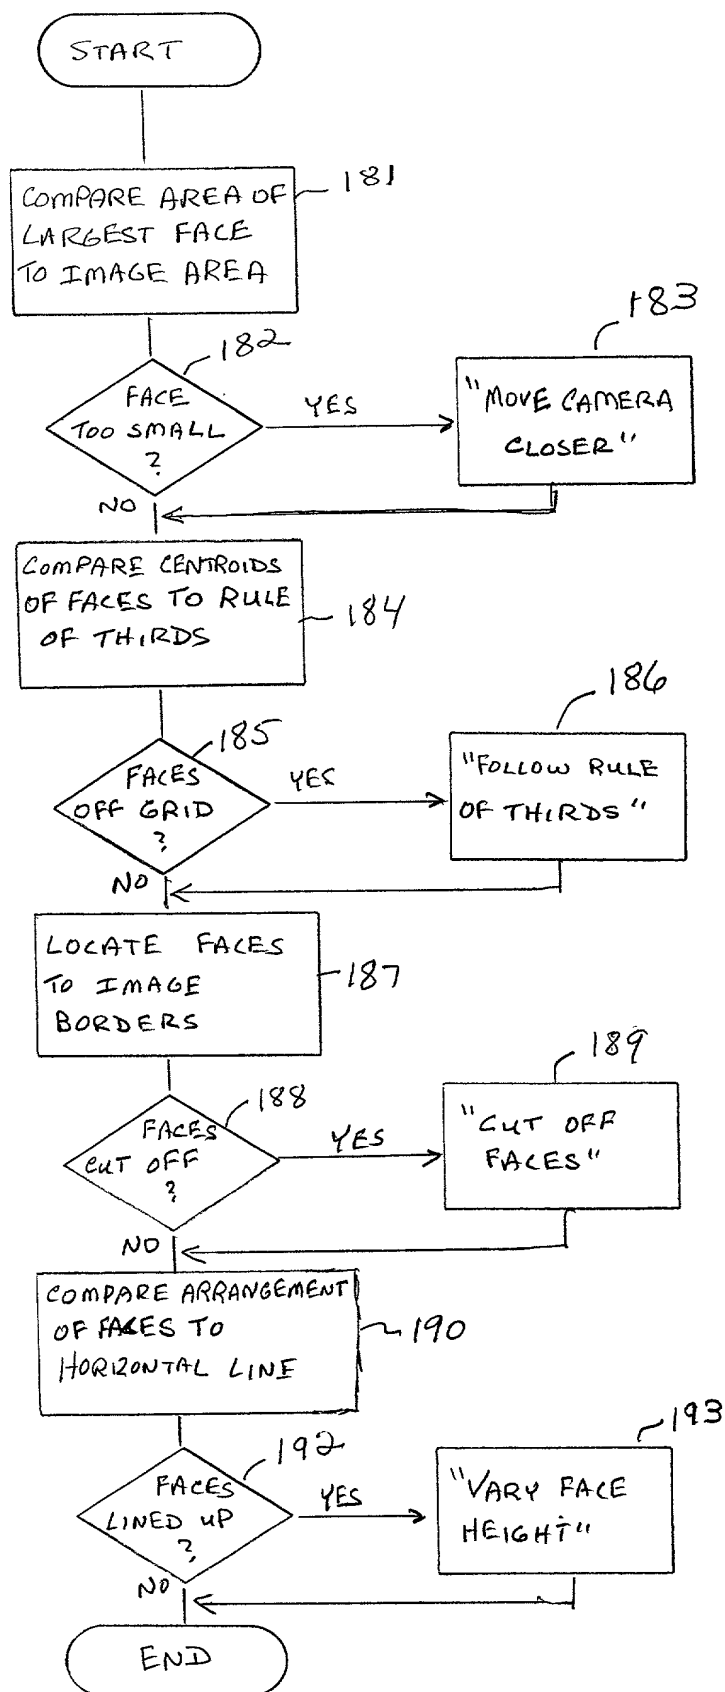 START
COMPARE AREA OF
LARGEST FACE
TO IMAGE AREA
181
182
FACE
TOO SMALL
?
YES
183
"MOVE CAMERA
CLOSER"
NO
COMPARE CENTROIDS
OF FACES TO RULE
OF THIRDS
184
185
FACES
OFF GRID
?
YES
186
"FOLLOW RULE
OF THIRDS"
NO
LOCATE FACES
TO IMAGE
BORDERS
187
188
FACES
CUT OFF
?
YES
189
"CUT OFF
FACES"
NO
COMPARE ARRANGEMENT
OF FACES TO
HORIZONTAL LINE
190
192
FACES
LINED UP
?
YES
193
"VARY FACE
HEIGHT"
NO
END